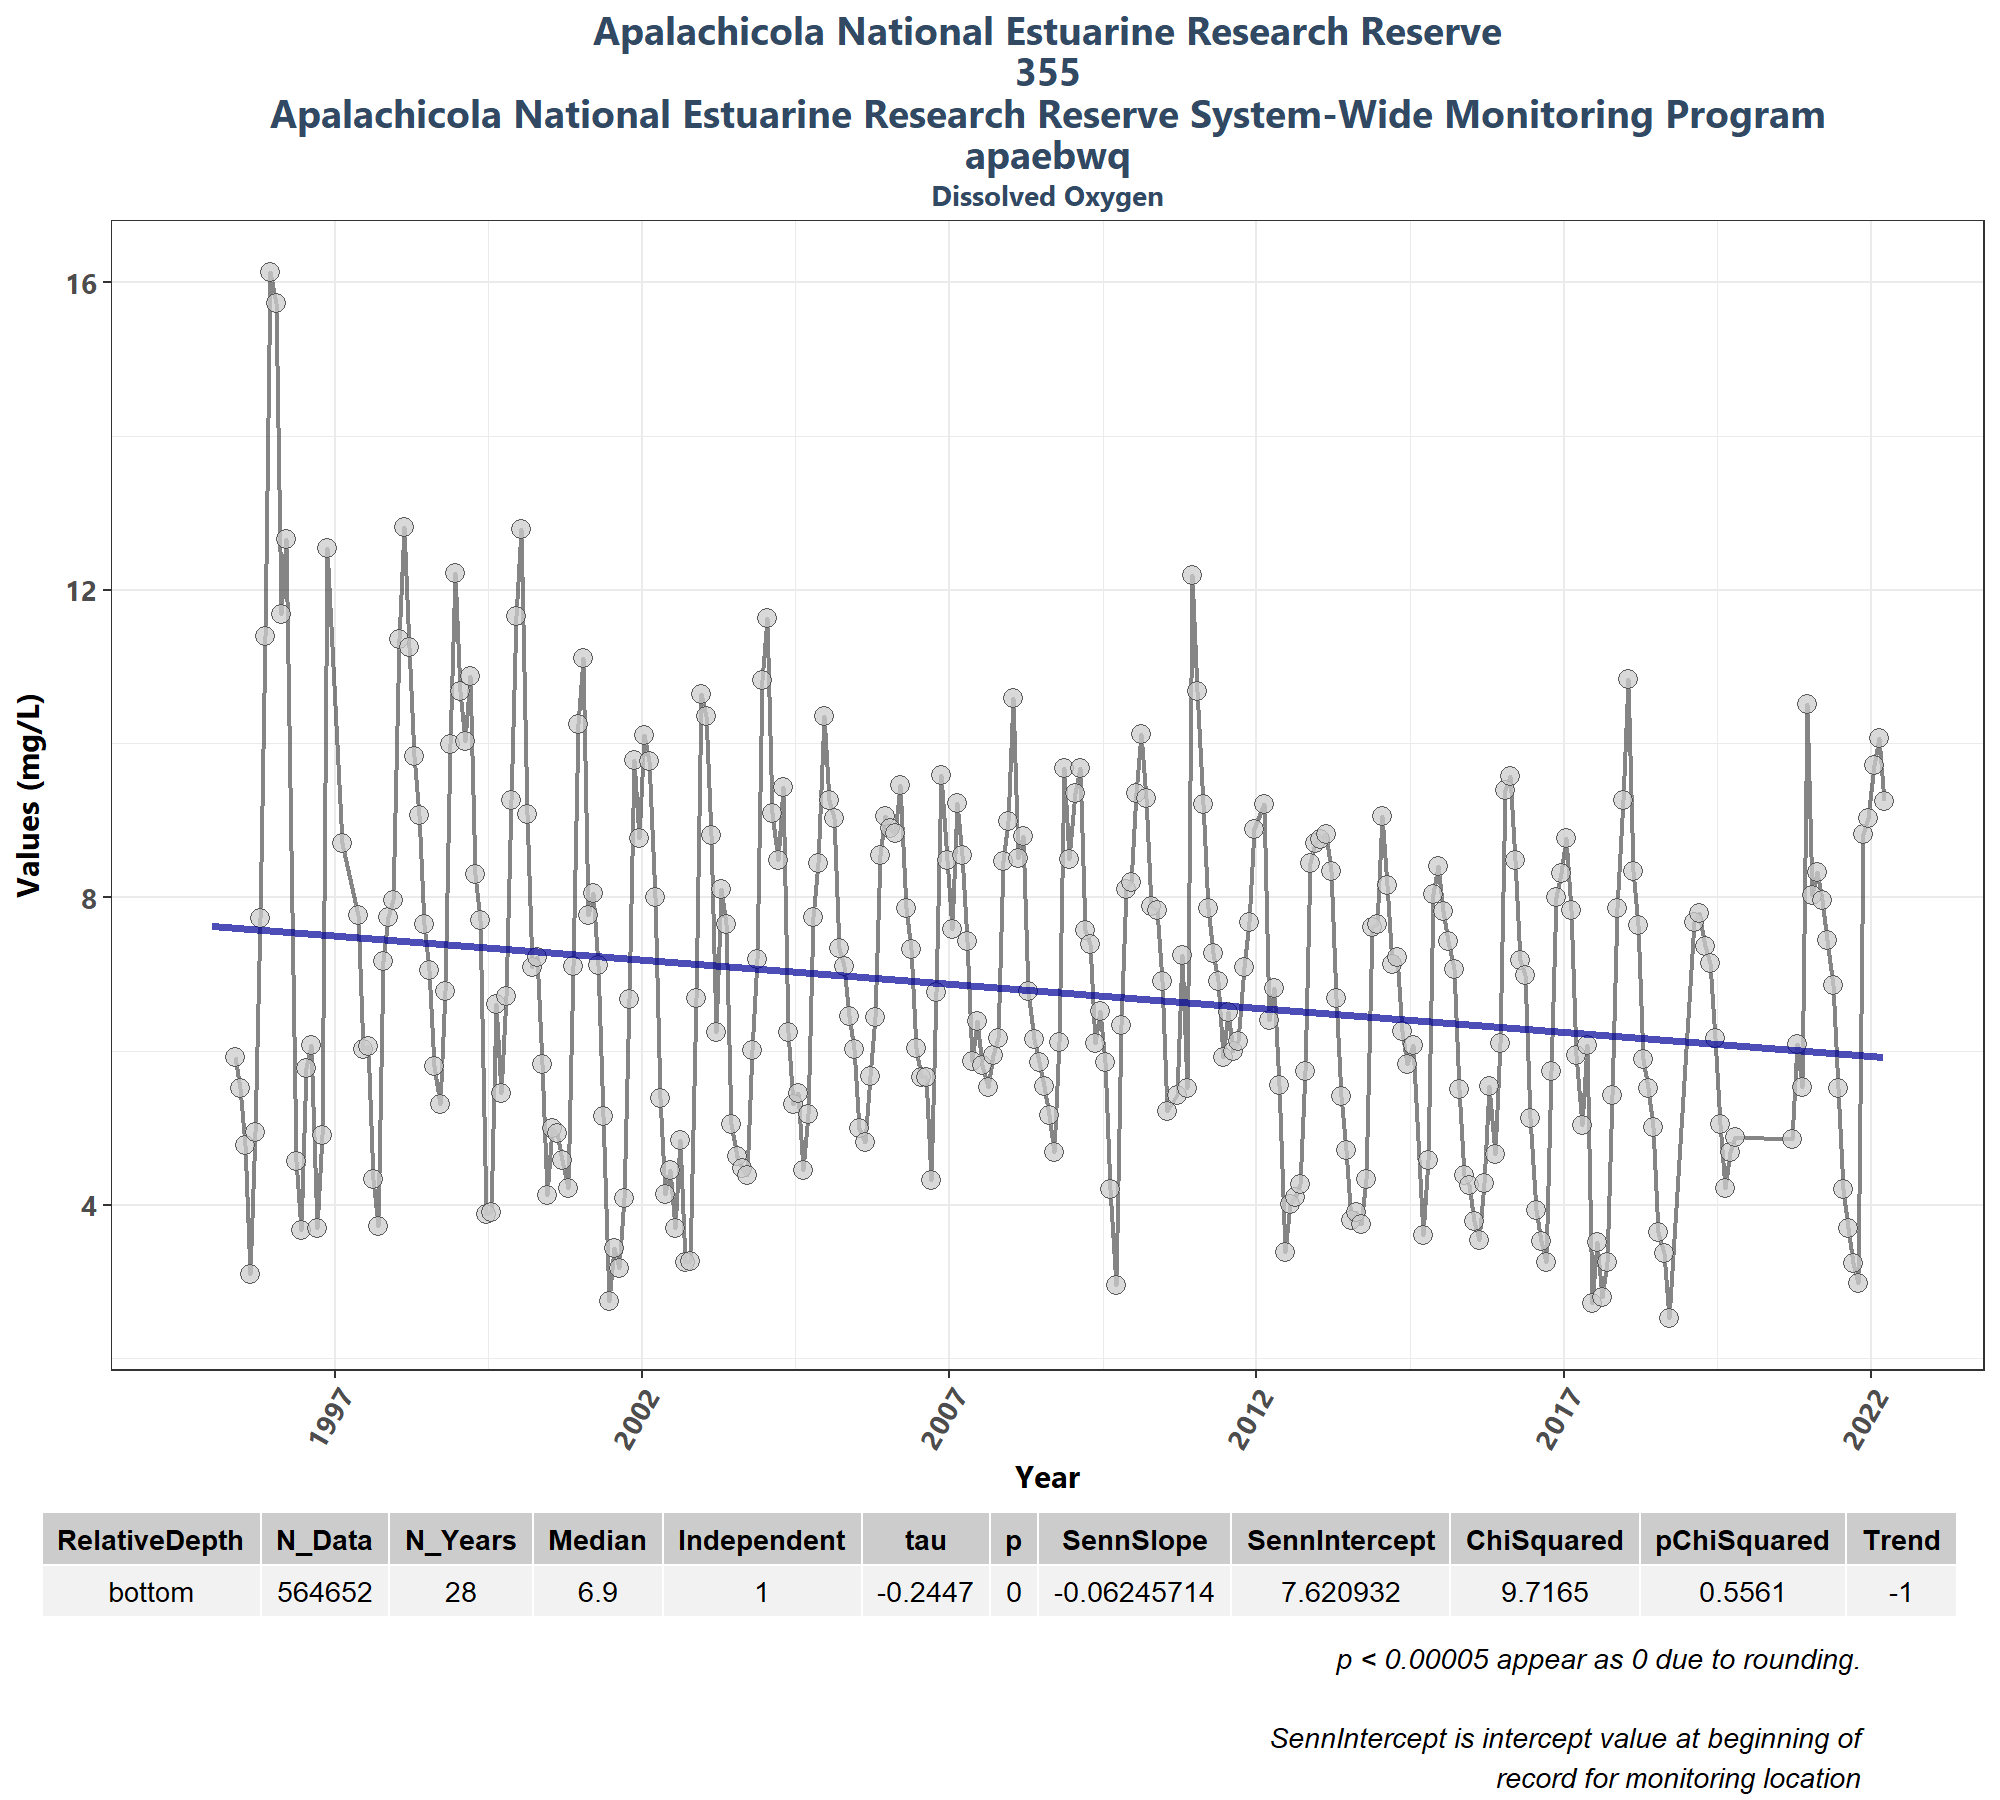 Apalachicola National Estuarine Research Reserve
355
Apalachicola National Estuarine Research Reserve System-Wide Monitoring Program
apaebwq
Dissolved Oxygen
Values (mg/L)
16
12
8
4
1997 2002 2007 2012 2017 2022
Year
RelativeDepth N_Data N_Years Median Independent tau p SennSlope SennIntercept ChiSquared pChiSquared Trend
bottom 564652 28 6.9 1 -0.2447 0 -0.06245714 7.620932 9.7165 0.5561 -1
p < 0.00005 appear as 0 due to rounding.
SennIntercept is intercept value at beginning of
record for monitoring location